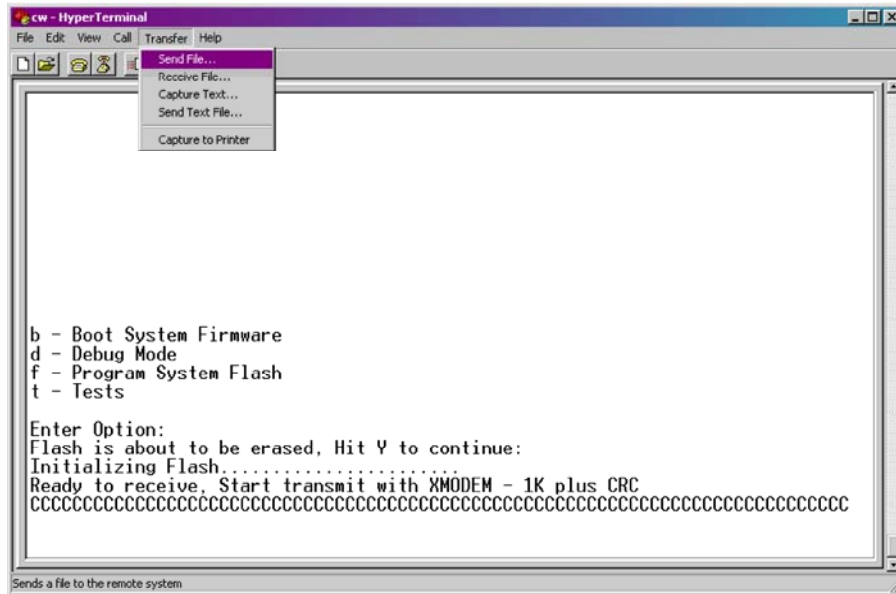 cw - HyperTerminal
File Edit View Call Transfer Help
Send File...
Receive File...
Capture Text...
Send Text File...
Capture to Printer
b - Boot System Firmware
d - Debug Mode
f - Program System Flash
t - Tests
Enter Option:
Flash is about to be erased, Hit Y to continue:
Initializing Flash.......................
Ready to receive, Start transmit with XMODEM - 1K plus CRC
CCCCCCCCCCCCCCCCCCCCCCCCCCCCCCCCCCCCCCCCCCCCCCCCCCCCCCCCCCCCCCCCCCCCCCCCCCCCCC
Sends a file to the remote system